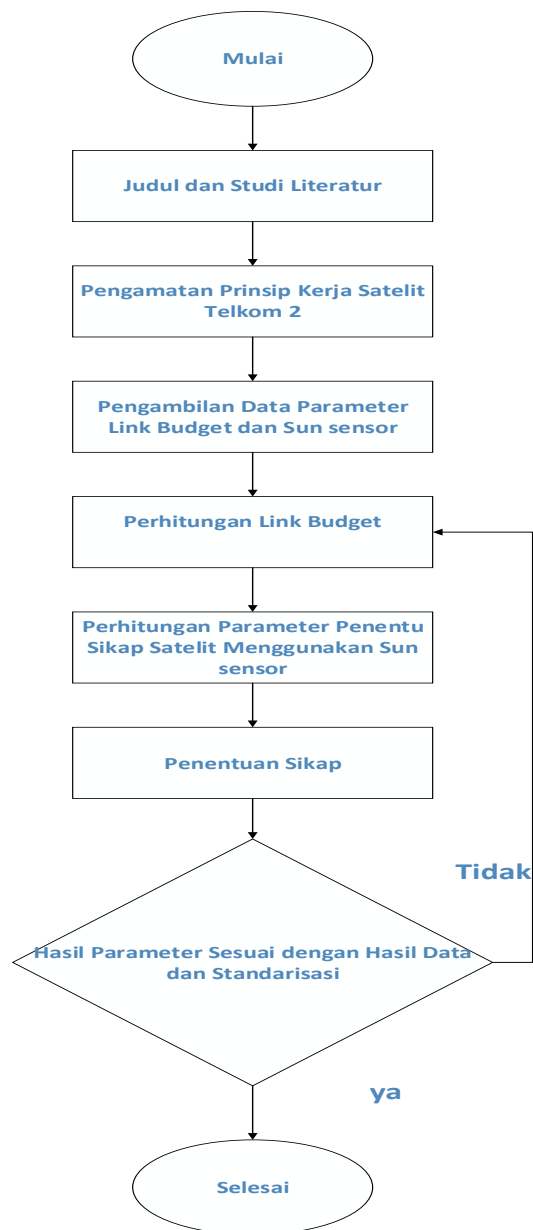 Mulai
Judul dan Studi Literatur
Pengamatan Prinsip Kerja Satelit
Telkom 2
Pengambilan Data Parameter
Link Budget dan Sun sensor
Perhitungan Link Budget
Perhitungan Parameter Penentu
Sikap Satelit Menggunakan Sun
sensor
Penentuan Sikap
Tidak
Hasil Parameter Sesuai dengan Hasil Data
dan Standarisasi
ya
Selesai